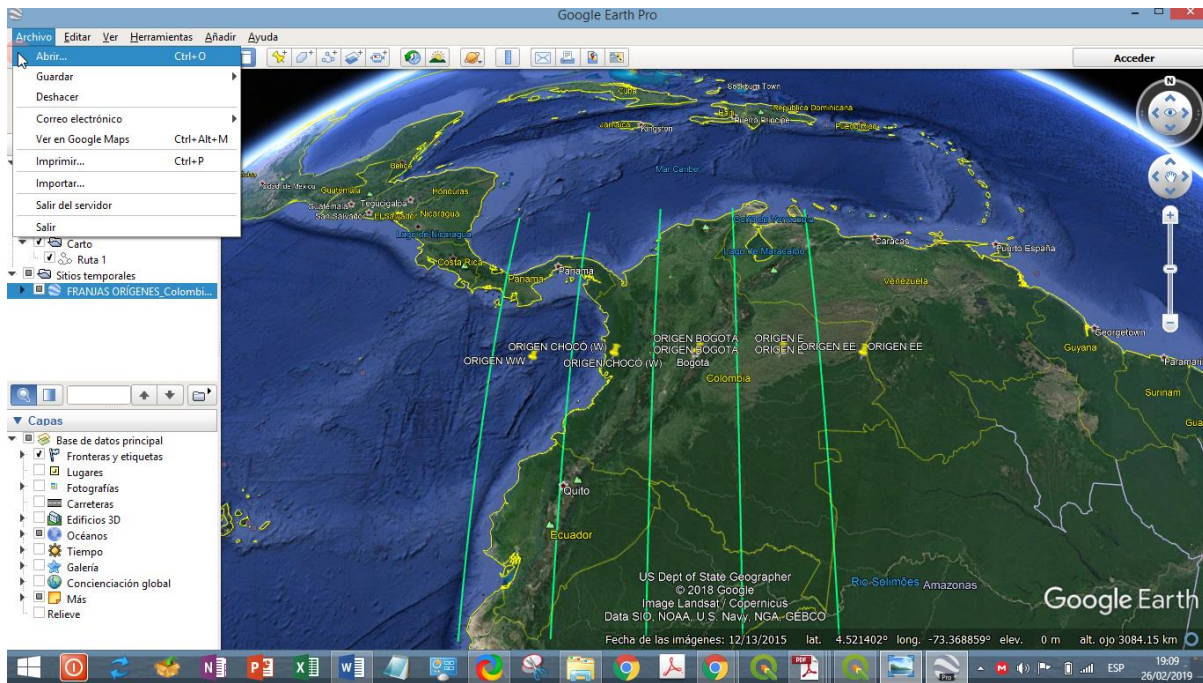 Google Earth Pro
Archivo Editar Ver Herramientas Añadir Ayuda
Abrir... Ctrl+O
Guardar
Deshacer
Correo electrónico
Ver en Google Maps Ctrl+Alt+M
Imprimir... Ctrl+P
Importar...
Salir del servidor
Salir
Acceder
Carto
Ruta 1
Sitios temporales
FRANJAS ORÍGENES_Colombi...
Capas
Base de datos principal
Fronteras y etiquetas
Lugares
Fotografías
Carreteras
Edificios 3D
Océanos
Tiempo
Galería
Concienciación global
Más
Relieve
N
Cuba
Cockburn Town
República Dominicana
Haití
Puerto Príncipe
Puerto Rico
Jamaica
Kingston
Mar Caribe
Belice
Guatemala
Honduras
Guatemala
Tegucigalpa
San Salvador
El Salvador
Nicaragua
Lago de Nicaragua
Costa Rica
Panamá
Panamá
Golfo de Venezuela
Lago de Maracaibo
Caracas
Puerto España
Venezuela
Georgetown
Guyana
Surinam
ORIGEN CHOCÓ (W)
ORIGEN WW
ORIGEN CHOCÓ (W)
ORIGEN BOGOTÁ
ORIGEN BOGOTÁ
Bogotá
ORIGEN E
ORIGEN E
ORIGEN EE
ORIGEN EE
Colombia
Quito
Ecuador
Rio Solimões
Amazonas
US Dept of State Geographer
© 2018 Google
Image Landsat / Copernicus
Data SIO, NOAA, U.S. Navy, NGA, GEBCO
Google Earth
Fecha de las imágenes: 12/13/2015 lat. 4.521402° long. -73.368859° elev. 0 m alt. ojo 3084.15 km
ESP
19:09
26/02/2019